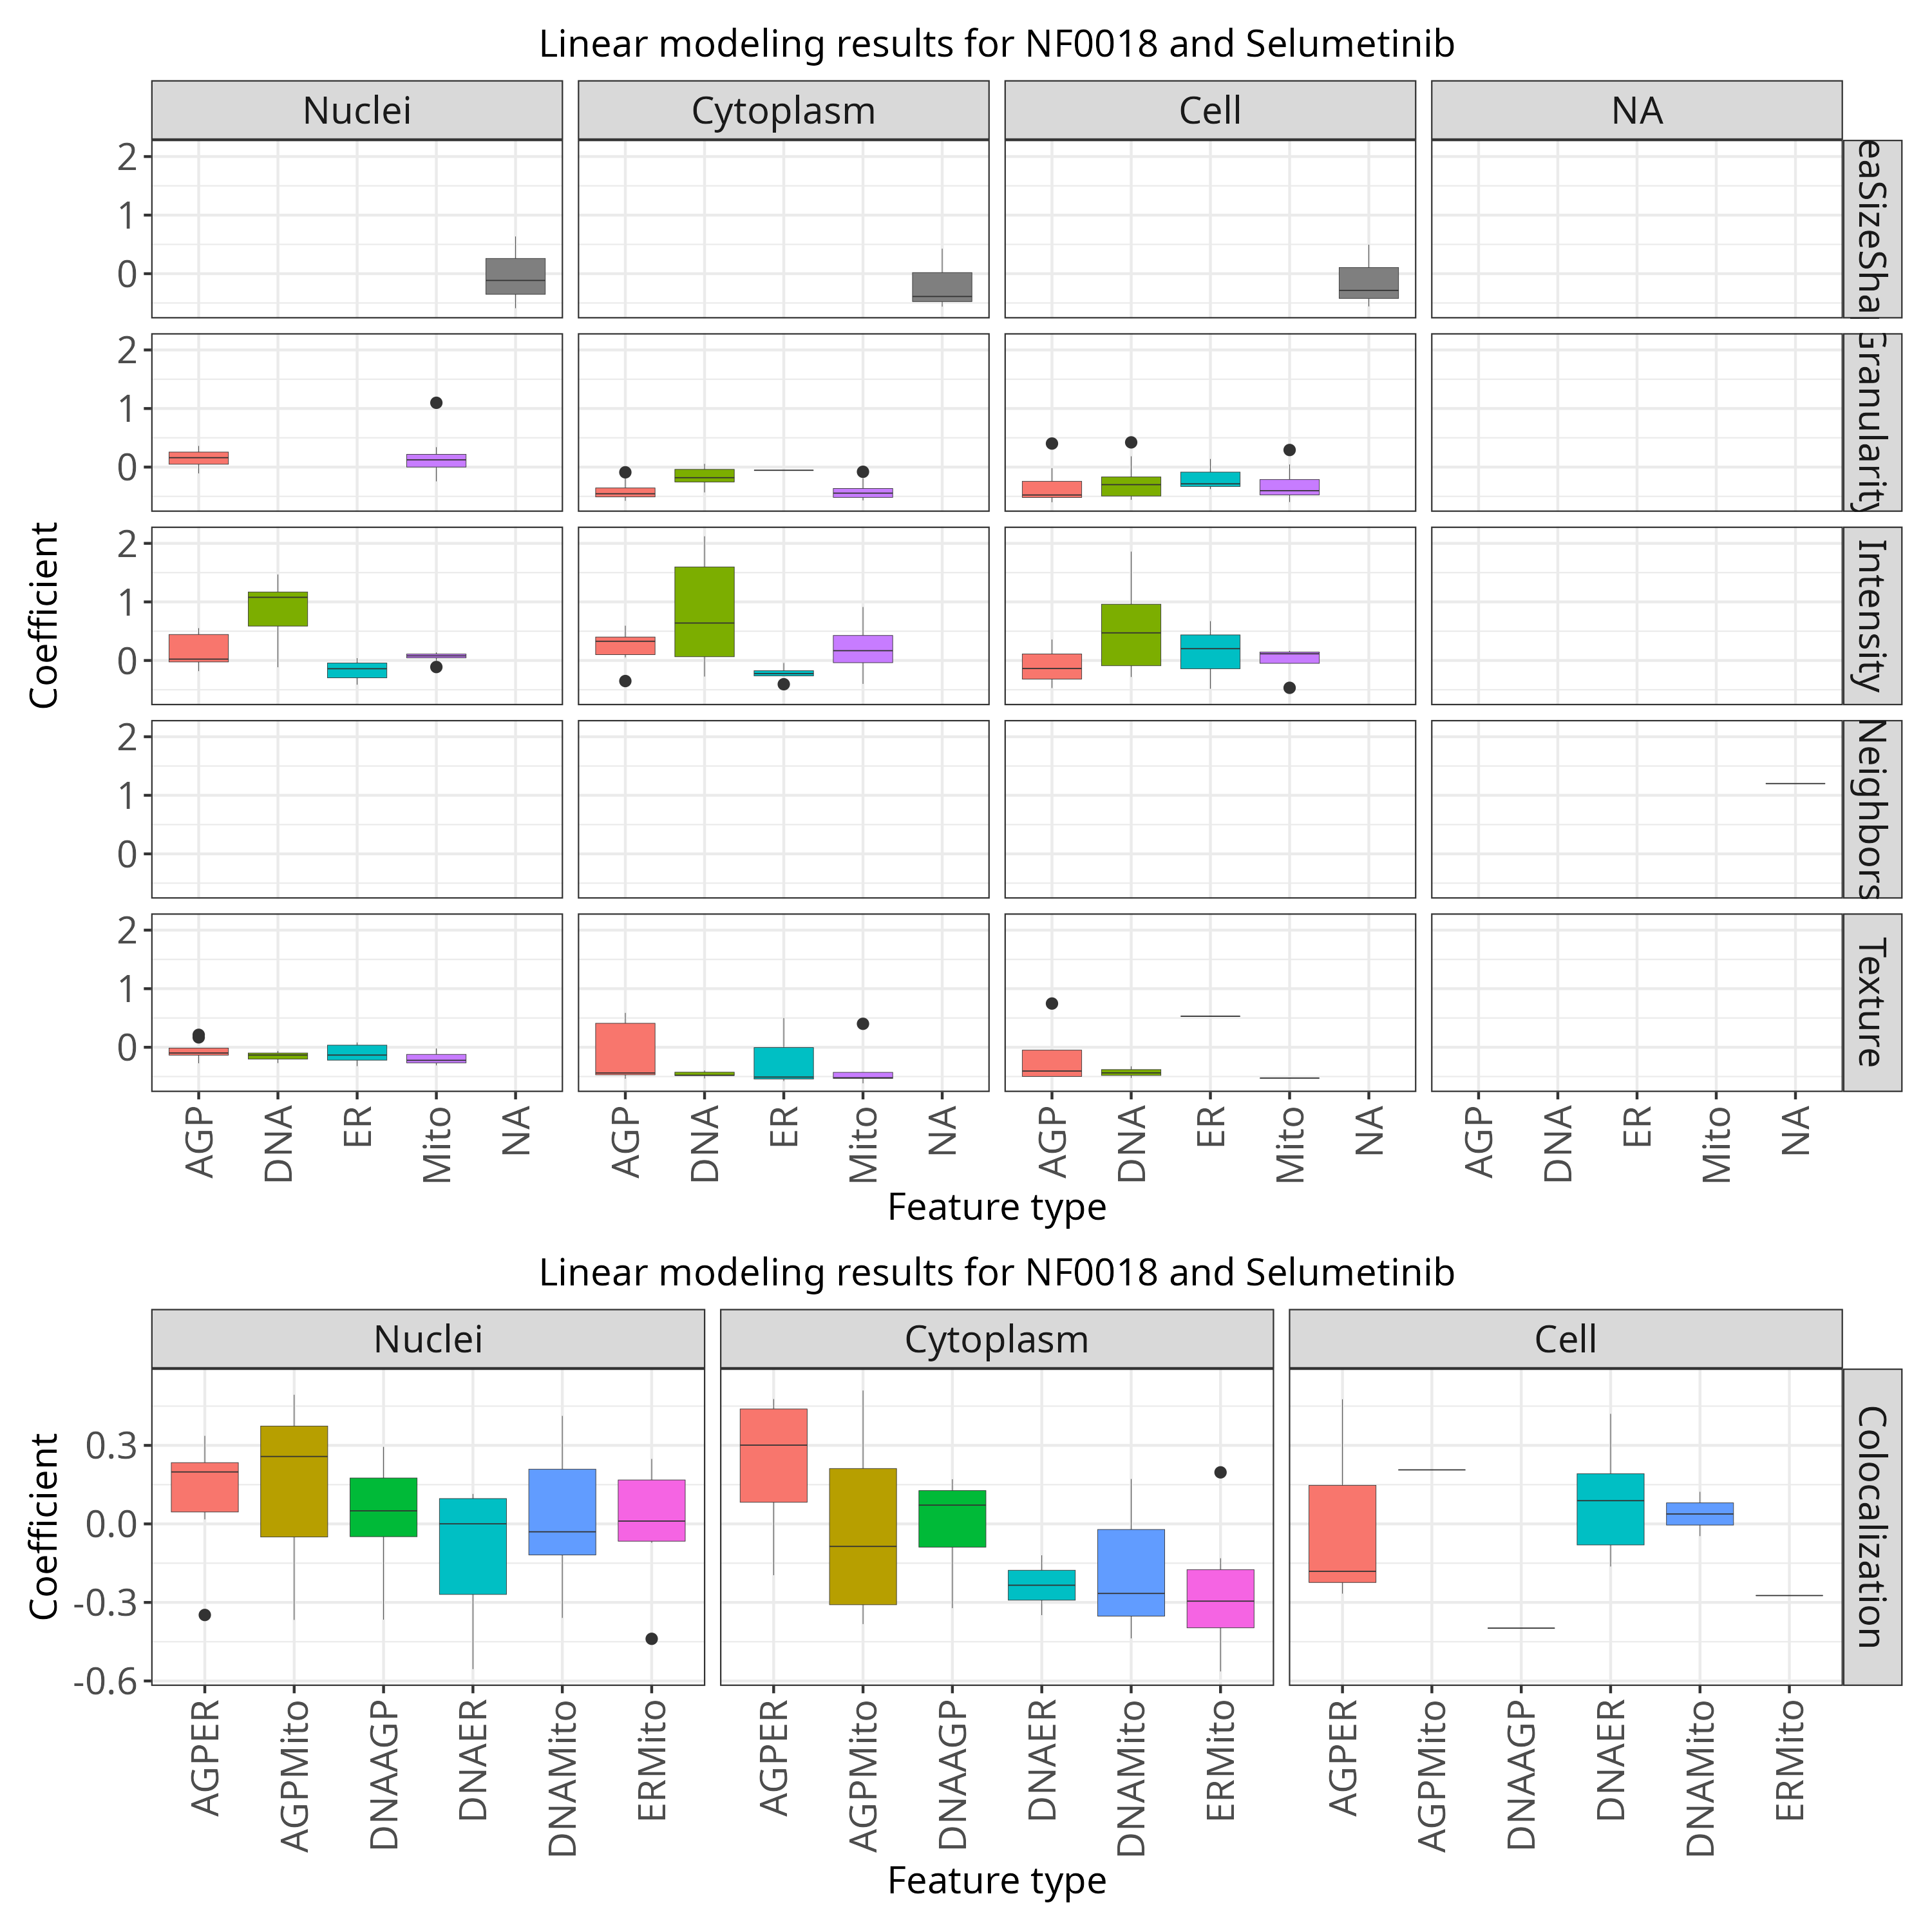 Linear modeling results for NF0018 and Selumetinib
Nuclei Cytoplasm Cell NA
2 1 0 eaSizeSha
2 1 0 Granularity
2 1 0 Intensity
2 1 0 Neighbors
2 1 0 Texture
Coefficient
AGP DNA ER Mito NA AGP DNA ER Mito NA AGP DNA ER Mito NA AGP DNA ER Mito NA
Feature type
Linear modeling results for NF0018 and Selumetinib
Nuclei Cytoplasm Cell
0.3 0.0 -0.3 -0.6 Colocalization
Coefficient
AGPER AGPMito DNAAGP DNAER DNAMito ERMito AGPER AGPMito DNAAGP DNAER DNAMito ERMito AGPER AGPMito DNAAGP DNAER DNAMito ERMito
Feature type